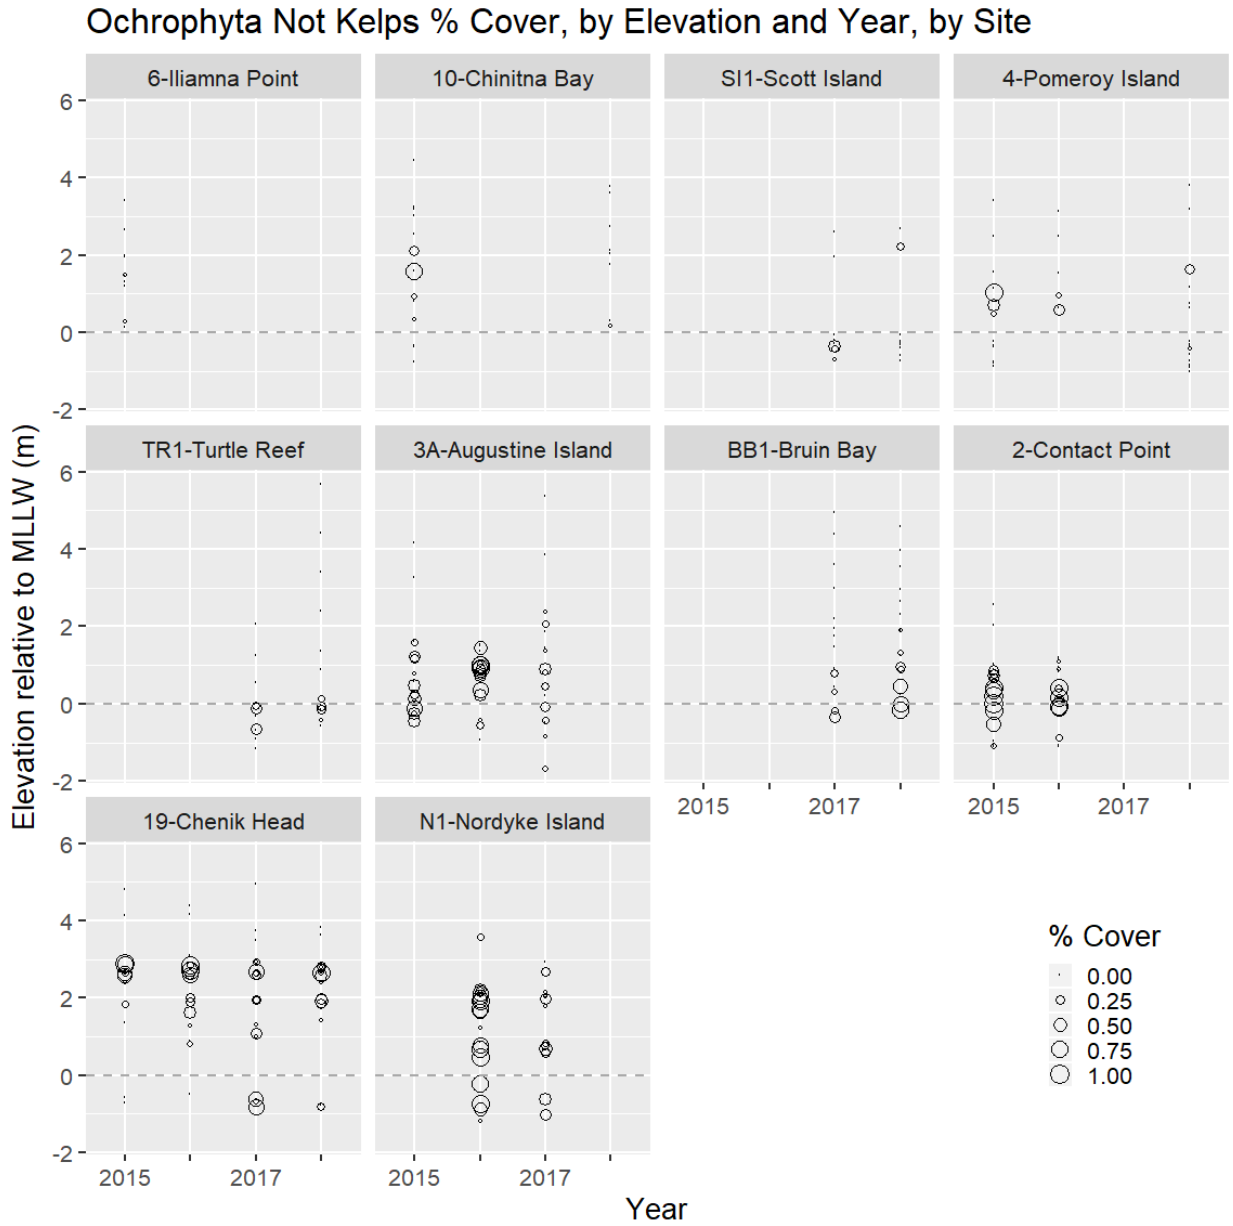 Ochrophyta Not Kelps % Cover, by Elevation and Year, by Site
6-Iliamna Point
10-Chinitna Bay
SI1-Scott Island
4-Pomeroy Island
6
4
2
0
-2
TR1-Turtle Reef
3A-Augustine Island
BB1-Bruin Bay
2-Contact Point
6
4
2
0
-2
2015 2017
2015 2017
19-Chenik Head
N1-Nordyke Island
6
4
2
0
-2
2015 2017
2015 2017
Elevation relative to MLLW (m)
Year
% Cover
0.00
0.25
0.50
0.75
1.00